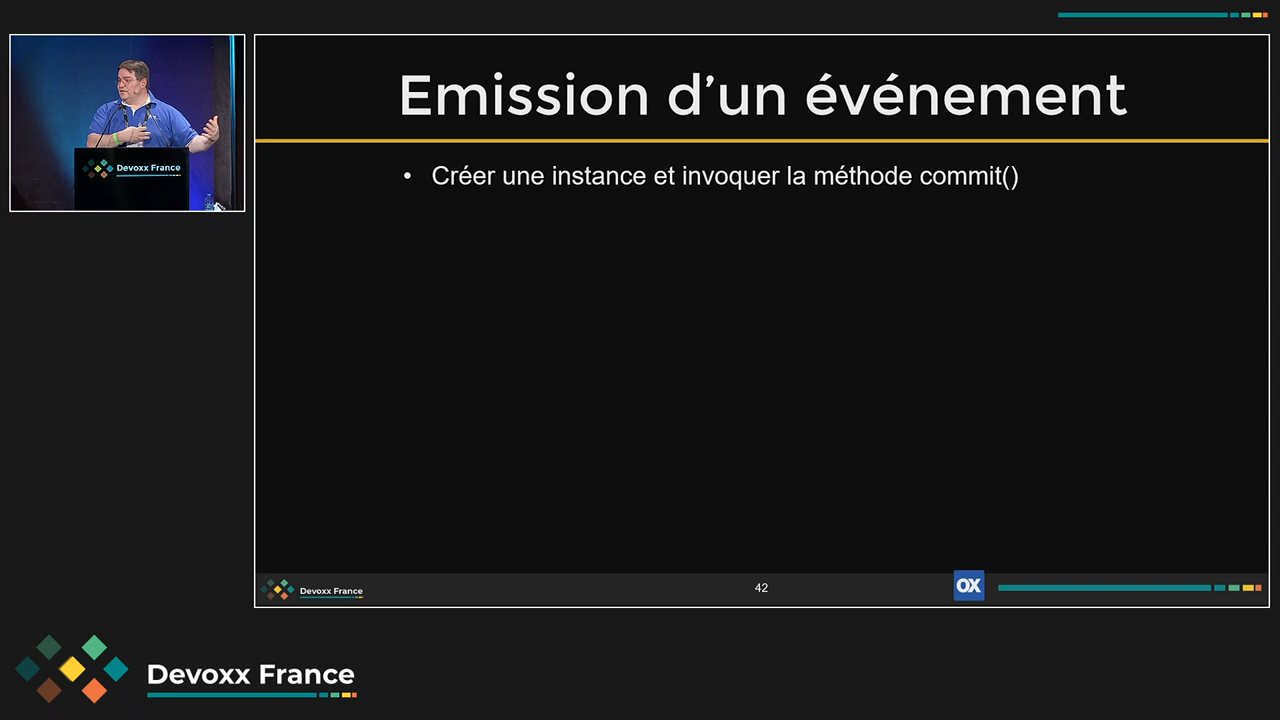 Devoxx France
Emission d’un événement
• Créer une instance et invoquer la méthode commit()
Devoxx France
42
OX
Devoxx France